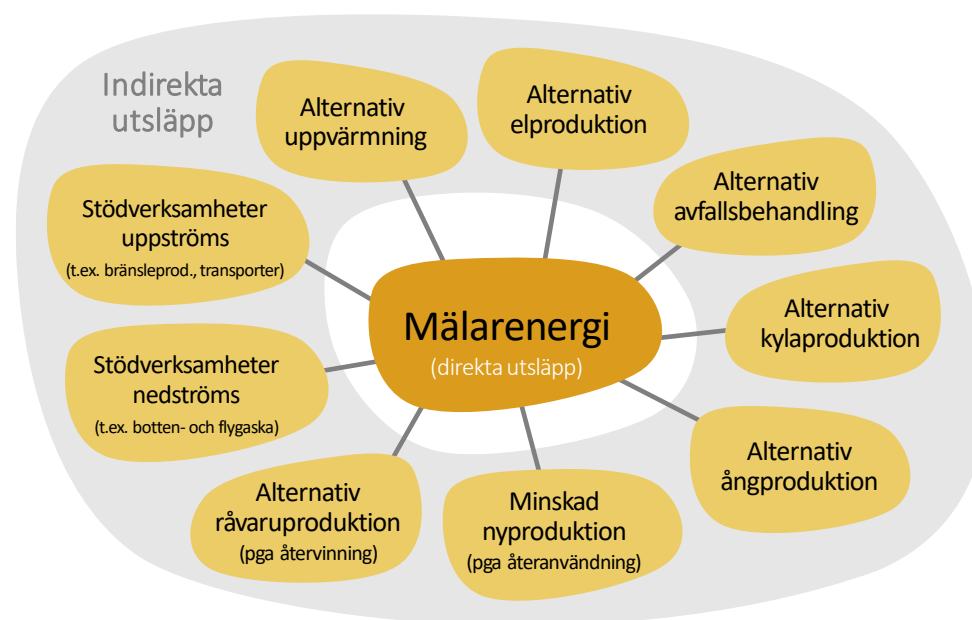 Indirekta
utsläpp
Alternativ
uppvärmning
Alternativ
elproduktion
Alternativ
avfallsbehandling
Stödverksamheter
uppströms
(t.ex. bränsleprod., transporter)
Mälarenergi
(direkta utsläpp)
Alternativ
kylaproduktion
Stödverksamheter
nedströms
(t.ex. botten- och flygaska)
Alternativ
ångproduktion
Alternativ
råvaruproduktion
(pga återvinning)
Minskad
nyproduktion
(pga återanvändning)